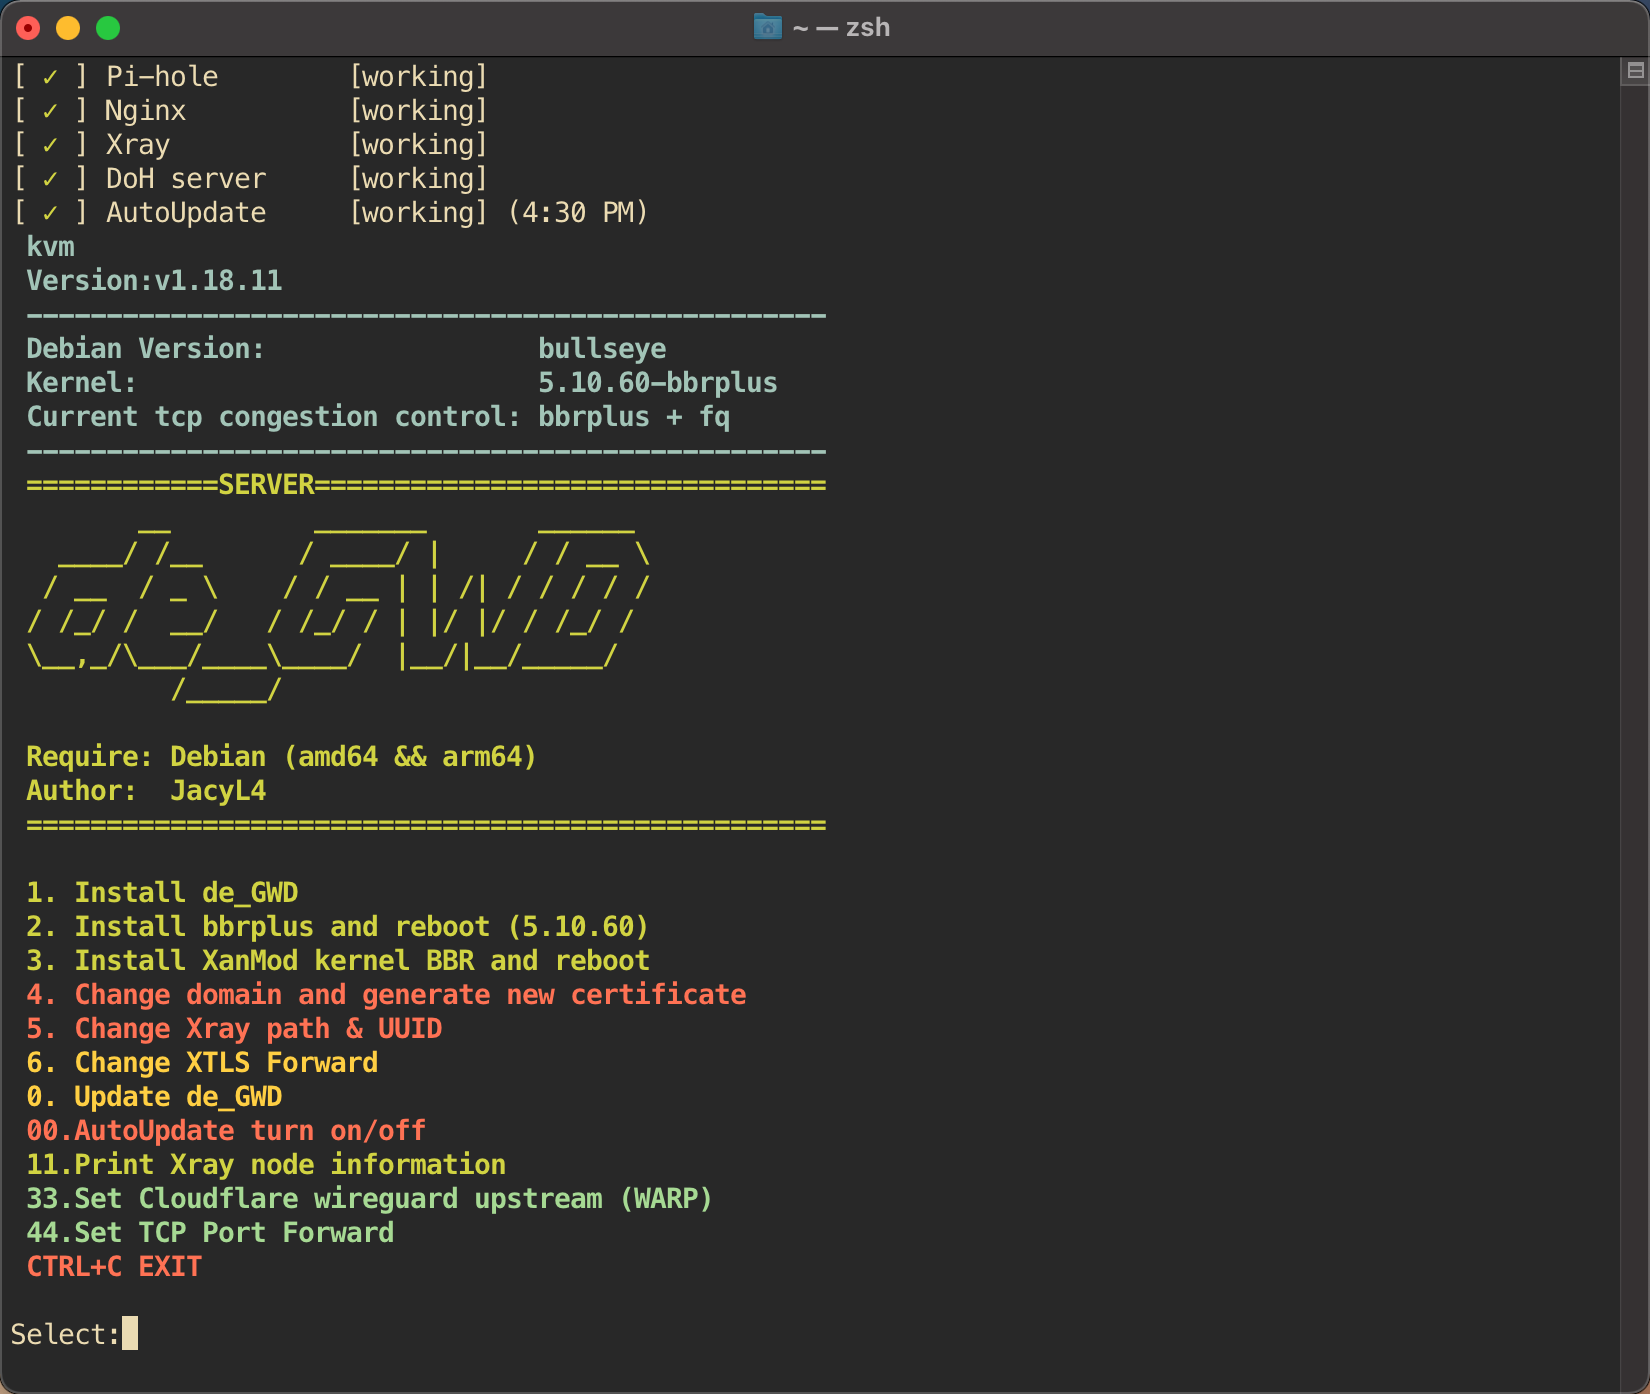 ~ — zsh
[ ✓ ] Pi-hole        [working]
[ ✓ ] Nginx          [working]
[ ✓ ] Xray           [working]
[ ✓ ] DoH server     [working]
[ ✓ ] AutoUpdate     [working] (4:30 PM)
kvm
Version:v1.18.11
--------------------------------------------------
Debian Version:                 bullseye
Kernel:                         5.10.60-bbrplus
Current tcp congestion control: bbrplus + fq
--------------------------------------------------
============SERVER================================
de_GWD
Require: Debian (amd64 && arm64)
Author:  JacyL4
==================================================
1. Install de_GWD
2. Install bbrplus and reboot (5.10.60)
3. Install XanMod kernel BBR and reboot
4. Change domain and generate new certificate
5. Change Xray path & UUID
6. Change XTLS Forward
0. Update de_GWD
00.AutoUpdate turn on/off
11.Print Xray node information
33.Set Cloudflare wireguard upstream (WARP)
44.Set TCP Port Forward
CTRL+C EXIT
Select: